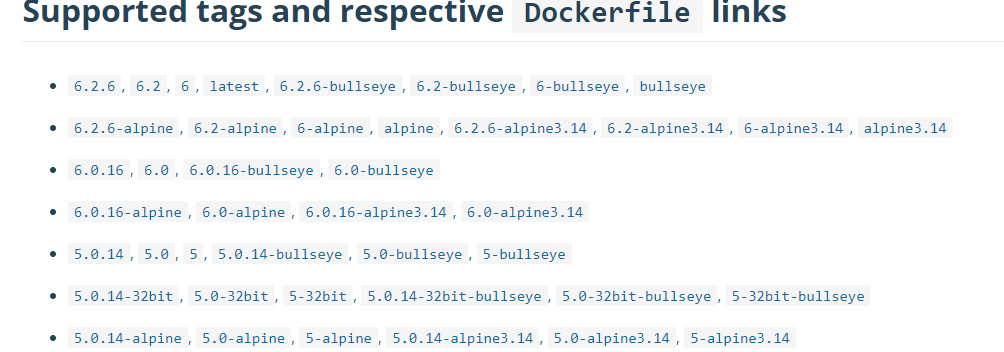 Supported tags and respective Dockerfile links
6.2.6, 6.2, 6, latest, 6.2.6-bullseye, 6.2-bullseye, 6-bullseye, bullseye
6.2.6-alpine, 6.2-alpine, 6-alpine, alpine, 6.2.6-alpine3.14, 6.2-alpine3.14, 6-alpine3.14, alpine3.14
6.0.16, 6.0, 6.0.16-bullseye, 6.0-bullseye
6.0.16-alpine, 6.0-alpine, 6.0.16-alpine3.14, 6.0-alpine3.14
5.0.14, 5.0, 5, 5.0.14-bullseye, 5.0-bullseye, 5-bullseye
5.0.14-32bit, 5.0-32bit, 5-32bit, 5.0.14-32bit-bullseye, 5.0-32bit-bullseye, 5-32bit-bullseye
5.0.14-alpine, 5.0-alpine, 5-alpine, 5.0.14-alpine3.14, 5.0-alpine3.14, 5-alpine3.14